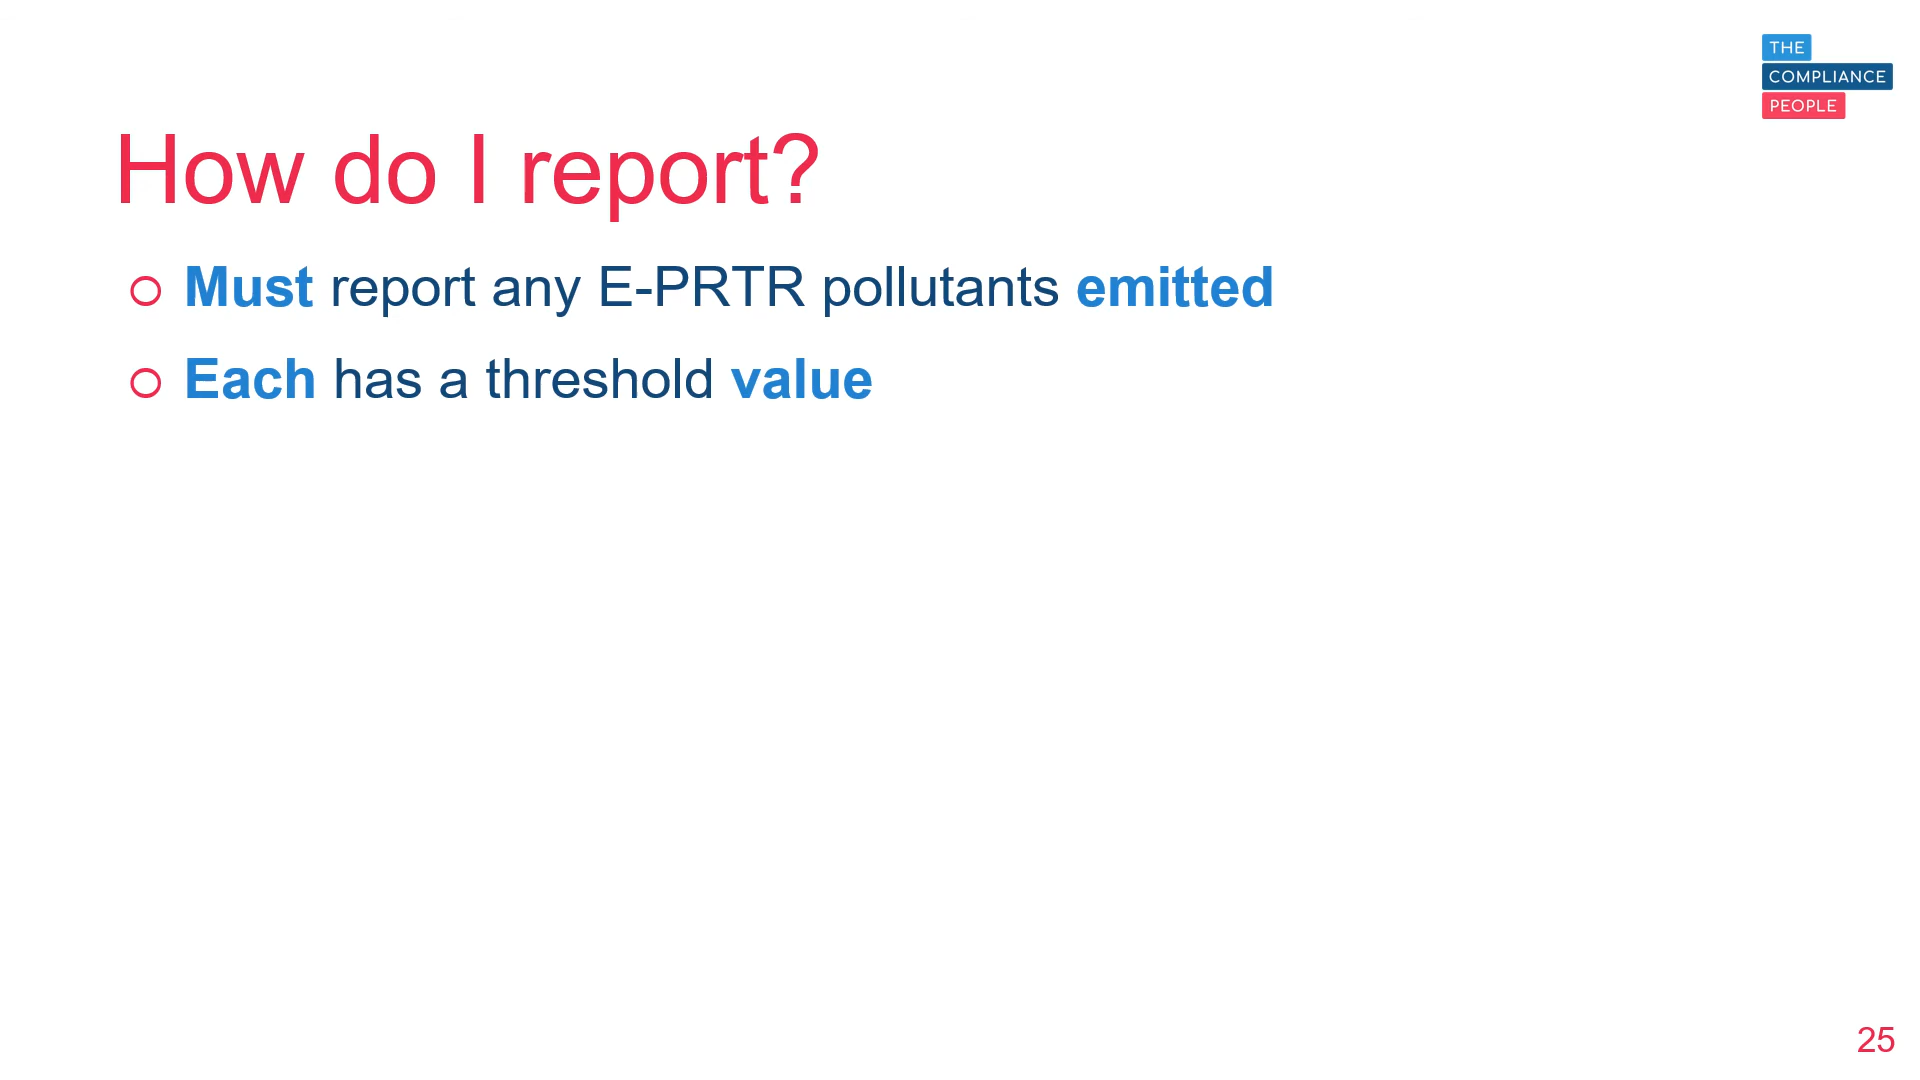 THE
COMPLIANCE
PEOPLE
How do I report?
Must report any E-PRTR pollutants emitted
Each has a threshold value
25